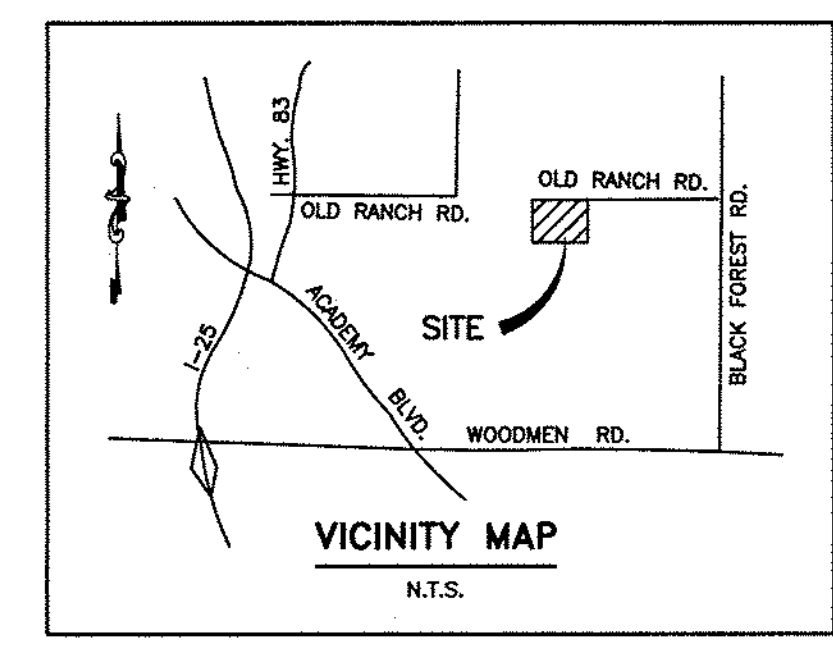 HWY. 83
OLD RANCH RD.
OLD RANCH RD.
BLACK FOREST RD.
SITE
I-25
ACADEMY BLVD.
WOODMEN RD.
VICINITY MAP
N.T.S.